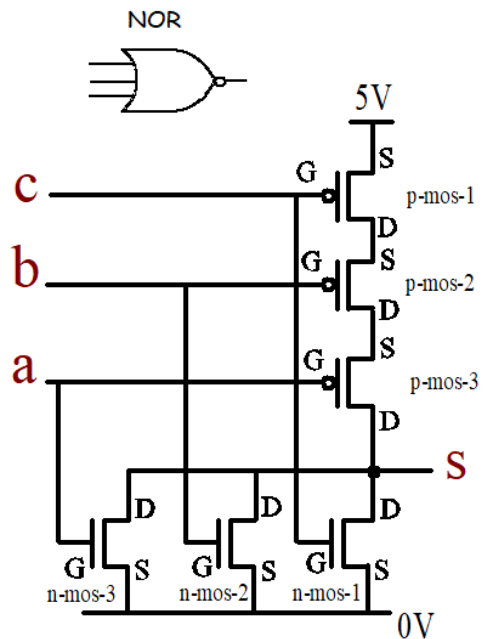 NOR
5V
S
G
c
p-mos-1
D
G
S
b
p-mos-2
D
S
G
a
p-mos-3
D
s
D
D
D
G
S
G
S
G
S
n-mos-3
n-mos-2
n-mos-1
0V